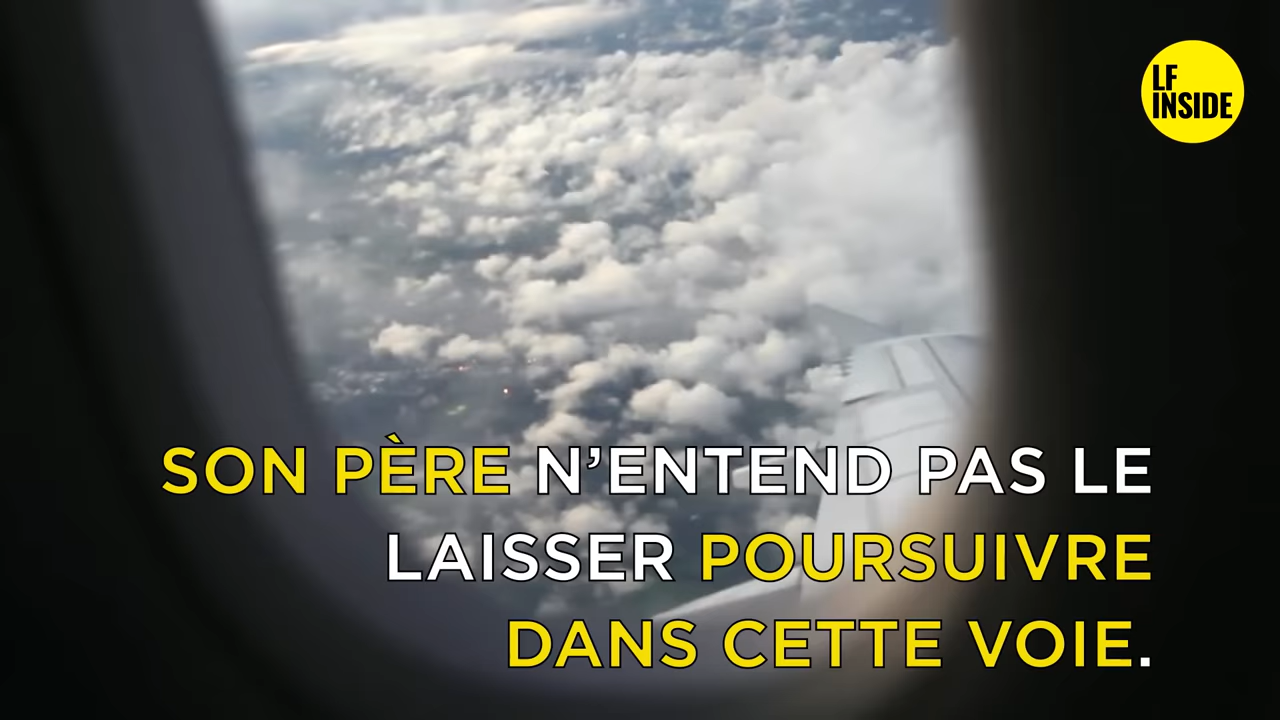 LF
INSIDE
SON PÈRE N’ENTEND PAS LE
LAISSER POURSUIVRE
DANS CETTE VOIE.